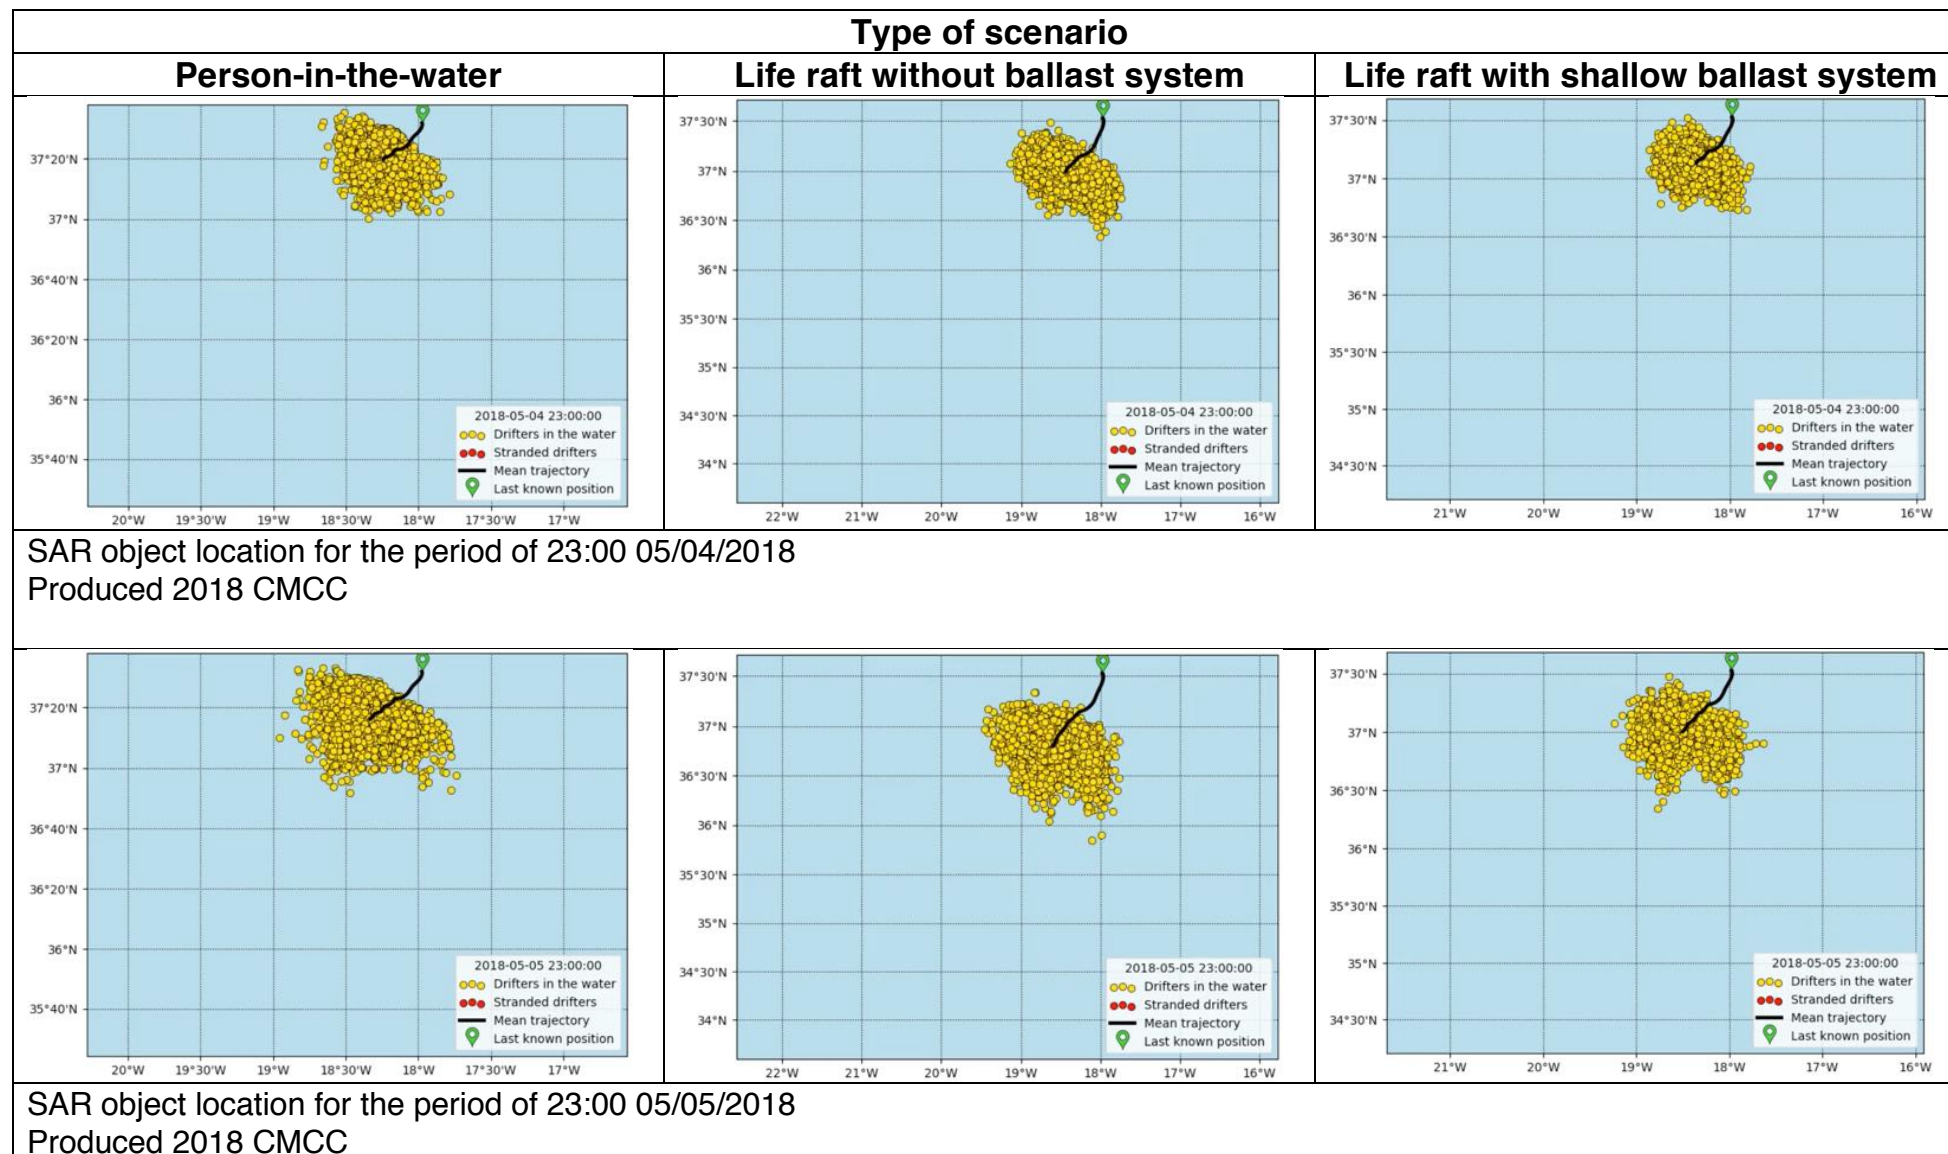 Type of scenario
Person-in-the-water
Life raft without ballast system
Life raft with shallow ballast system
37°20'N
37°N
36°40'N
36°20'N
36°N
35°40'N
20°W 19°30'W 19°W 18°30'W 18°W 17°30'W 17°W
2018-05-04 23:00:00
Drifters in the water
Stranded drifters
Mean trajectory
Last known position
37°30'N
37°N
36°30'N
36°N
35°30'N
35°N
34°30'N
34°N
22°W 21°W 20°W 19°W 18°W 17°W 16°W
2018-05-04 23:00:00
Drifters in the water
Stranded drifters
Mean trajectory
Last known position
37°30'N
37°N
36°30'N
36°N
35°30'N
35°N
34°30'N
21°W 20°W 19°W 18°W 17°W 16°W
2018-05-04 23:00:00
Drifters in the water
Stranded drifters
Mean trajectory
Last known position
SAR object location for the period of 23:00 05/04/2018
Produced 2018 CMCC
37°20'N
37°N
36°40'N
36°20'N
36°N
35°40'N
20°W 19°30'W 19°W 18°30'W 18°W 17°30'W 17°W
2018-05-05 23:00:00
Drifters in the water
Stranded drifters
Mean trajectory
Last known position
37°30'N
37°N
36°30'N
36°N
35°30'N
35°N
34°30'N
34°N
22°W 21°W 20°W 19°W 18°W 17°W 16°W
2018-05-05 23:00:00
Drifters in the water
Stranded drifters
Mean trajectory
Last known position
37°30'N
37°N
36°30'N
36°N
35°30'N
35°N
34°30'N
21°W 20°W 19°W 18°W 17°W 16°W
2018-05-05 23:00:00
Drifters in the water
Stranded drifters
Mean trajectory
Last known position
SAR object location for the period of 23:00 05/05/2018
Produced 2018 CMCC